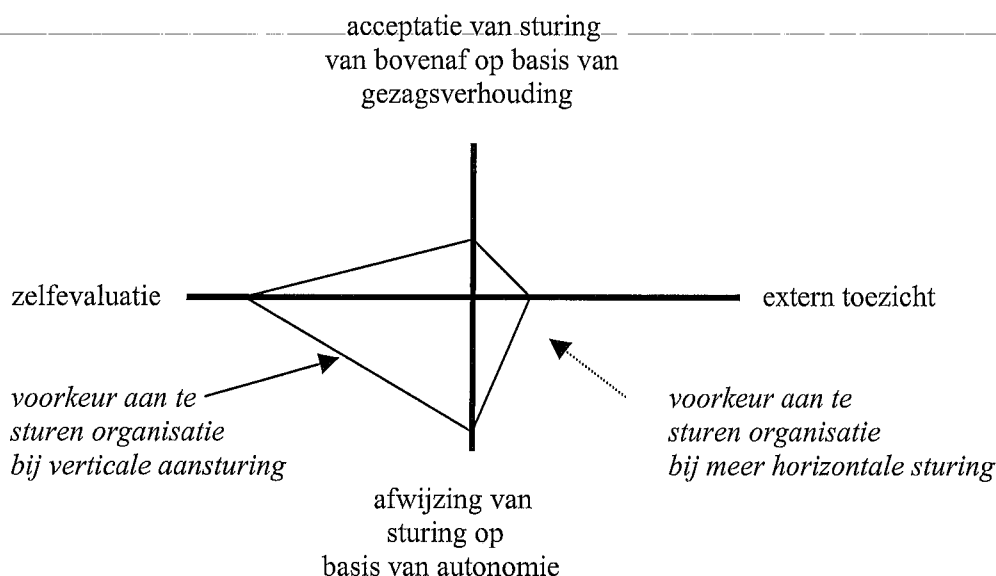 acceptatie van sturing
van bovenaf op basis van
gezagsverhouding
zelfevaluatie
extern toezicht
voorkeur aan te
sturen organisatie
bij verticale aansturing
voorkeur aan te
sturen organisatie
bij meer horizontale sturing
afwijzing van
sturing op
basis van autonomie